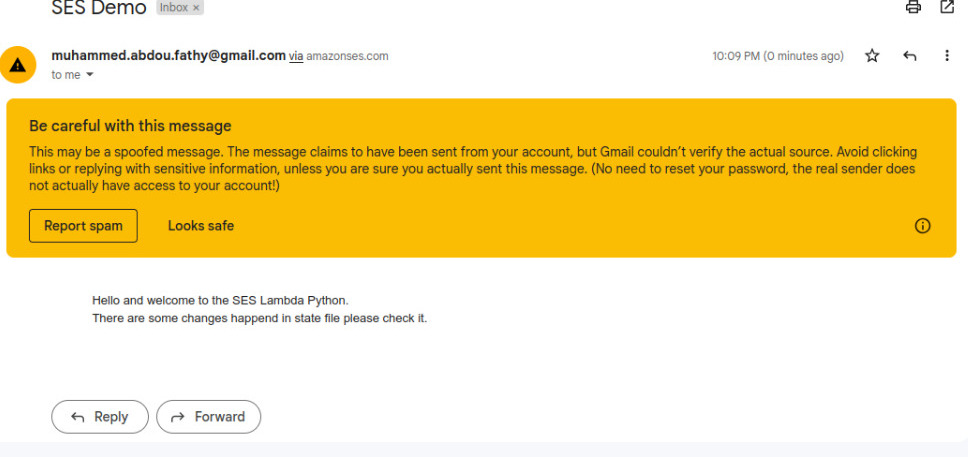 SES Demo Inbox ×
muhammed.abdou.fathy@gmail.com via amazonses.com 10:09 PM (0 minutes ago)
to me
Be careful with this message
This may be a spoofed message. The message claims to have been sent from your account, but Gmail couldn't verify the actual source. Avoid clicking
links or replying with sensitive information, unless you are sure you actually sent this message. (No need to reset your password, the real sender does
not actually have access to your account!)
Report spam Looks safe
Hello and welcome to the SES Lambda Python.
There are some changes happend in state file please check it.
Reply Forward